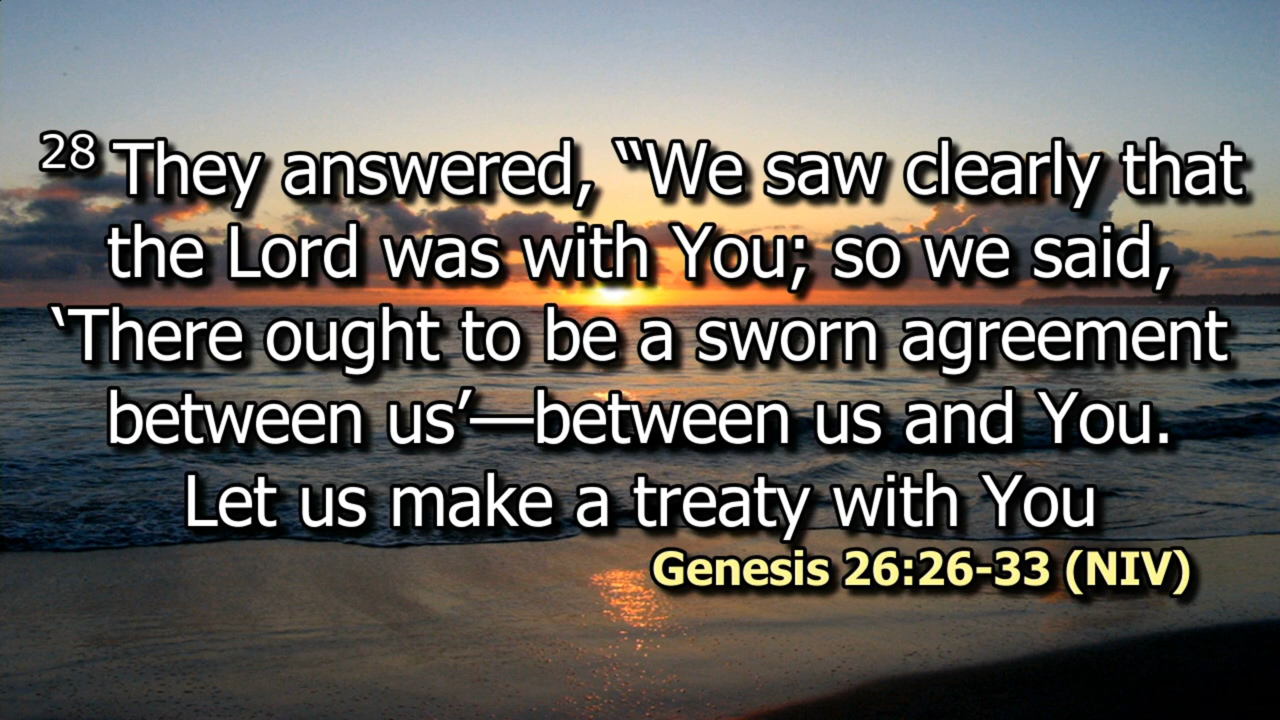 28 They answered, “We saw clearly that
the Lord was with You; so we said,
‘There ought to be a sworn agreement
between us’—between us and You.
Let us make a treaty with You
Genesis 26:26-33 (NIV)